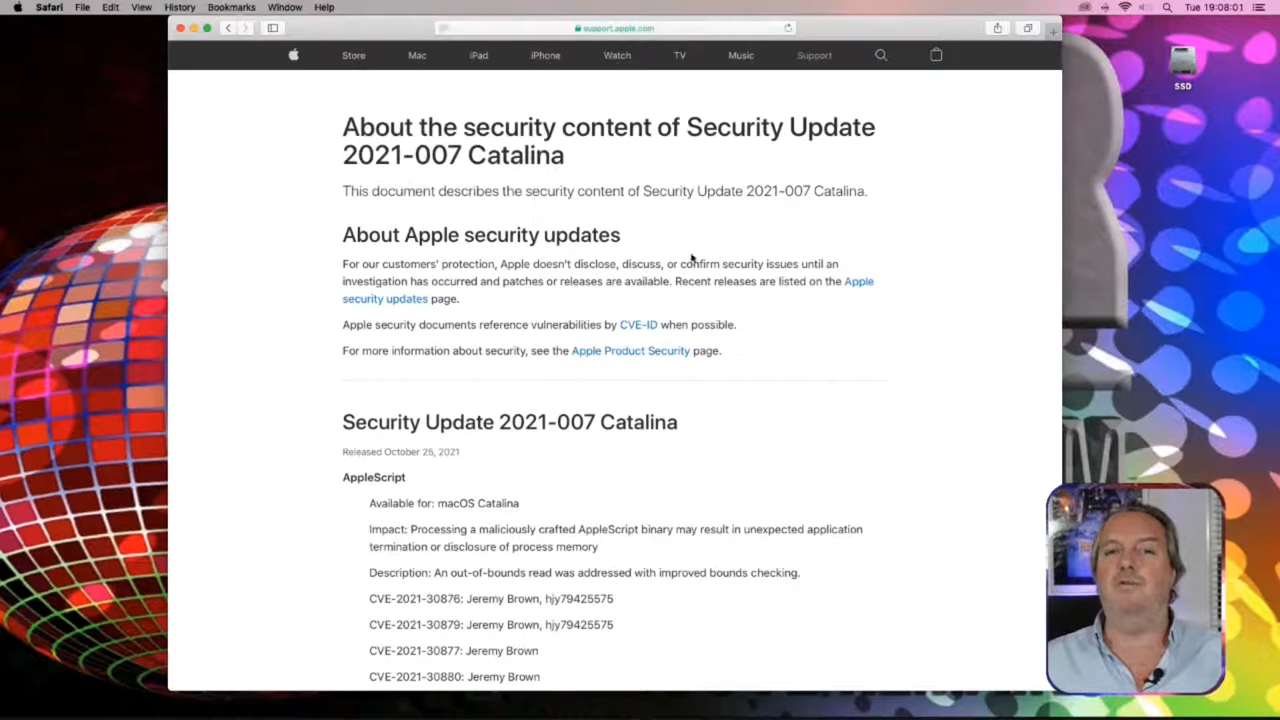 Safari File Edit View History Bookmarks Window Help Tue 19:08:01
support.apple.com
Store Mac iPad iPhone Watch TV Music Support
SSD
About the security content of Security Update
2021-007 Catalina
This document describes the security content of Security Update 2021-007 Catalina.
About Apple security updates
For our customers' protection, Apple doesn't disclose, discuss, or confirm security issues until an
investigation has occurred and patches or releases are available. Recent releases are listed on the Apple
security updates page.
Apple security documents reference vulnerabilities by CVE-ID when possible.
For more information about security, see the Apple Product Security page.
Security Update 2021-007 Catalina
Released October 25, 2021
AppleScript
Available for: macOS Catalina
Impact: Processing a maliciously crafted AppleScript binary may result in unexpected application
termination or disclosure of process memory
Description: An out-of-bounds read was addressed with improved bounds checking.
CVE-2021-30876: Jeremy Brown, hjy79425575
CVE-2021-30879: Jeremy Brown, hjy79425575
CVE-2021-30877: Jeremy Brown
CVE-2021-30880: Jeremy Brown